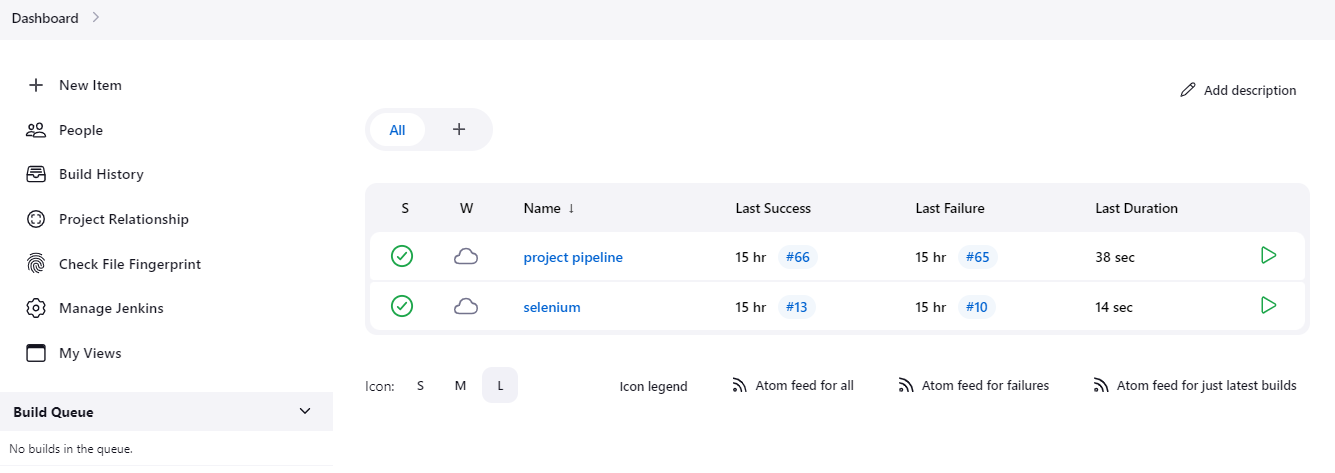 Dashboard
New Item
People
Build History
Project Relationship
Check File Fingerprint
Manage Jenkins
My Views
Build Queue
No builds in the queue.
Add description
All +
S W Name ↓ Last Success Last Failure Last Duration
project pipeline 15 hr #66 15 hr #65 38 sec
selenium 15 hr #13 15 hr #10 14 sec
Icon: S M L Icon legend Atom feed for all Atom feed for failures Atom feed for just latest builds